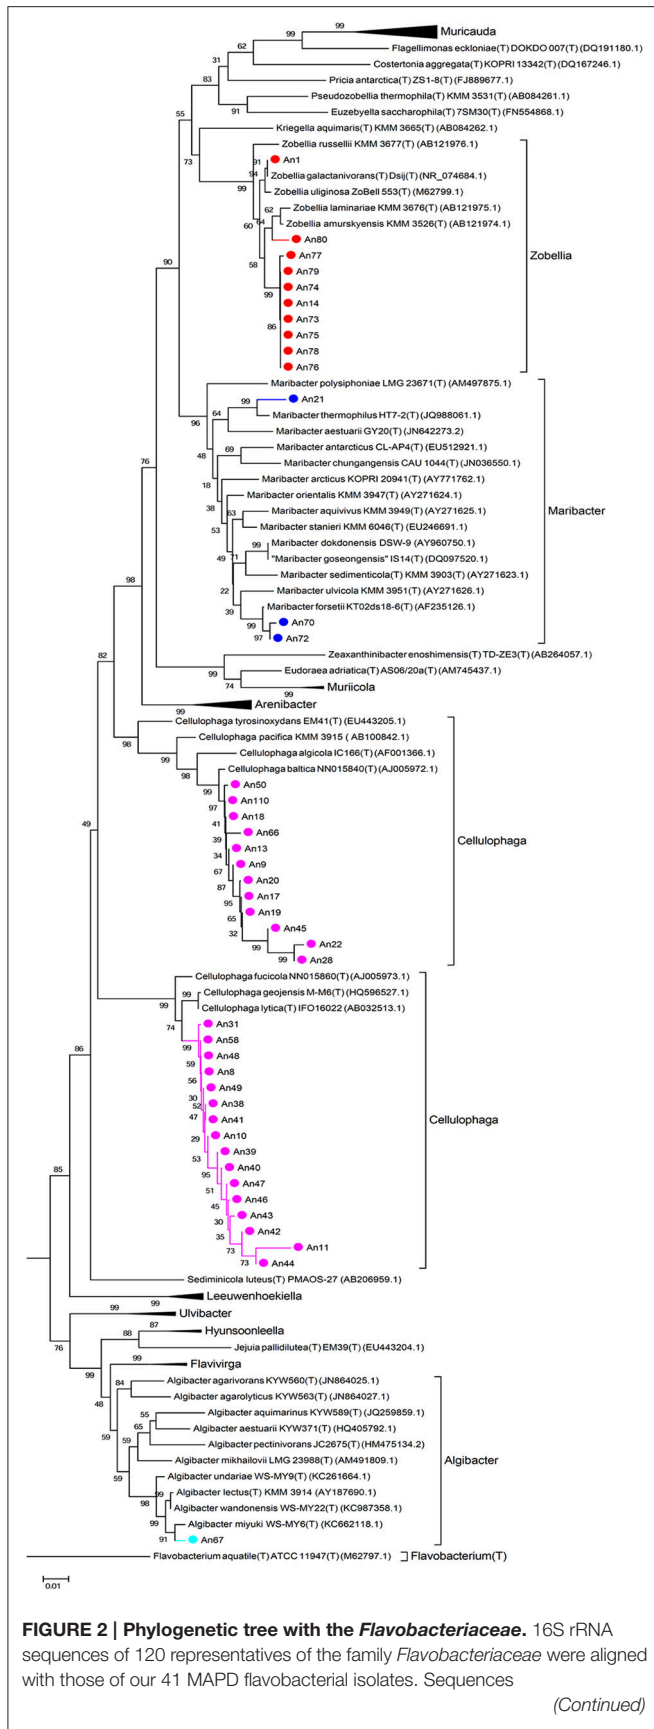 Muricauda
Flagellimonas eckloniae(T) DOKDO 007(T) (DQ191180.1)
Costertonia aggregata(T) KOPRI 13342(T) (DQ167246.1)
Pricia antarctica(T) ZS1-8(T) (FJ889677.1)
Pseudozobellia thermophila(T) KMM 3531(T) (AB084261.1)
Euzebyella saccharophila(T) 7SM30(T) (FN554868.1)
Kriegella aquimaris(T) KMM 3665(T) (AB084262.1)
Zobellia russellii KMM 3677(T) (AB121976.1)
An1
Zobellia galactanivorans(T) Dsij(T) (NR_074684.1)
Zobellia uliginosa ZoBell 553(T) (M62799.1)
Zobellia laminariae KMM 3676(T) (AB121975.1)
Zobellia amurskyensis KMM 3526(T) (AB121974.1)
An80
An77
Zobellia
An79
An74
An14
An73
An75
An78
An76
Maribacter polysiphoniae LMG 23671(T) (AM497875.1)
An21
Maribacter thermophilus HT7-2(T) (JQ988061.1)
Maribacter aestuarii GY20(T) (JN642273.2)
Maribacter antarcticus CL-AP4(T) (EU512921.1)
Maribacter chungangensis CAU 1044(T) (JN036550.1)
Maribacter arcticus KOPRI 20941(T) (AY771762.1)
Maribacter orientalis KMM 3947(T) (AY271624.1)
Maribacter aquivivus KMM 3949(T) (AY271625.1)
Maribacter
Maribacter stanieri KMM 6046(T) (EU246691.1)
Maribacter dokdonensis DSW-9 (AY960750.1)
"Maribacter goseongensis" IS14(T) (DQ097520.1)
Maribacter sedimenticola(T) KMM 3903(T) (AY271623.1)
Maribacter ulvicola KMM 3951(T) (AY271626.1)
Maribacter forsetii KT02ds18-6(T) (AF235126.1)
An70
An72
Zeaxanthinibacter enoshimensis(T) TD-ZE3(T) (AB264057.1)
Eudoraea adriatica(T) AS06/20a(T) (AM745437.1)
Muriicola
Arenibacter
Cellulophaga tyrosinoxydans EM41(T) (EU443205.1)
Cellulophaga pacifica KMM 3915 ( AB100842.1)
Cellulophaga algicola IC166(T) (AF001366.1)
Cellulophaga baltica NN015840(T) (AJ005972.1)
An50
An110
An18
An66
Cellulophaga
An13
An9
An20
An17
An19
An45
An22
An28
Cellulophaga fucicola NN015860(T) (AJ005973.1)
Cellulophaga geojensis M-M6(T) (HQ596527.1)
Cellulophaga lytica(T) IFO16022 (AB032513.1)
An31
An58
An48
An8
An49
An38
An41
Cellulophaga
An10
An39
An40
An47
An46
An43
An42
An11
An44
Sediminicola luteus(T) PMAOS-27 (AB206959.1)
Leeuwenhoekiella
Ulvibacter
Hyunsoonleella
Jejuia pallidilutea(T) EM39(T) (EU443204.1)
Flavivirga
Algibacter agarivorans KYW560(T) (JN864025.1)
Algibacter agarolyticus KYW563(T) (JN864027.1)
Algibacter aquimarinus KYW589(T) (JQ259859.1)
Algibacter aestuarii KYW371(T) (HQ405792.1)
Algibacter pectinivorans JC2675(T) (HM475134.2)
Algibacter
Algibacter mikhailovii LMG 23988(T) (AM491809.1)
Algibacter undariae WS-MY9(T) (KC261664.1)
Algibacter lectus(T) KMM 3914 (AY187690.1)
Algibacter wandonensis WS-MY22(T) (KC987358.1)
Algibacter miyuki WS-MY6(T) (KC662118.1)
An67
Flavobacterium aquatile(T) ATCC 11947(T) (M62797.1)
Flavobacterium(T)
0.01
FIGURE 2 | Phylogenetic tree with the Flavobacteriaceae. 16S rRNA
sequences of 120 representatives of the family Flavobacteriaceae were aligned
with those of our 41 MAPD flavobacterial isolates. Sequences
(Continued)